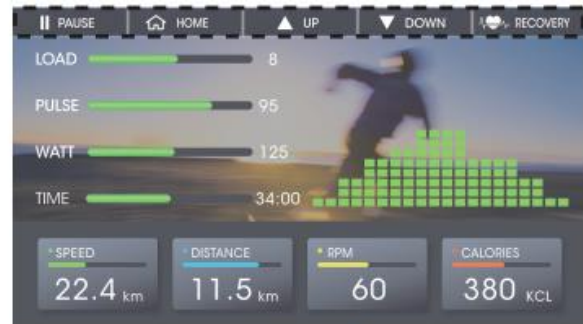 PAUSE HOME UP DOWN RECOVERY
LOAD 8
PULSE 95
WATT 125
TIME 34:00
SPEED DISTANCE RPM CALORIES
22.4 km 11.5 km 60 380 KCL